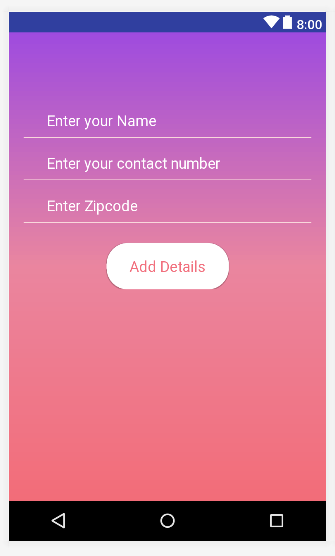 8:00
Enter your Name
Enter your contact number
Enter Zipcode
Add Details